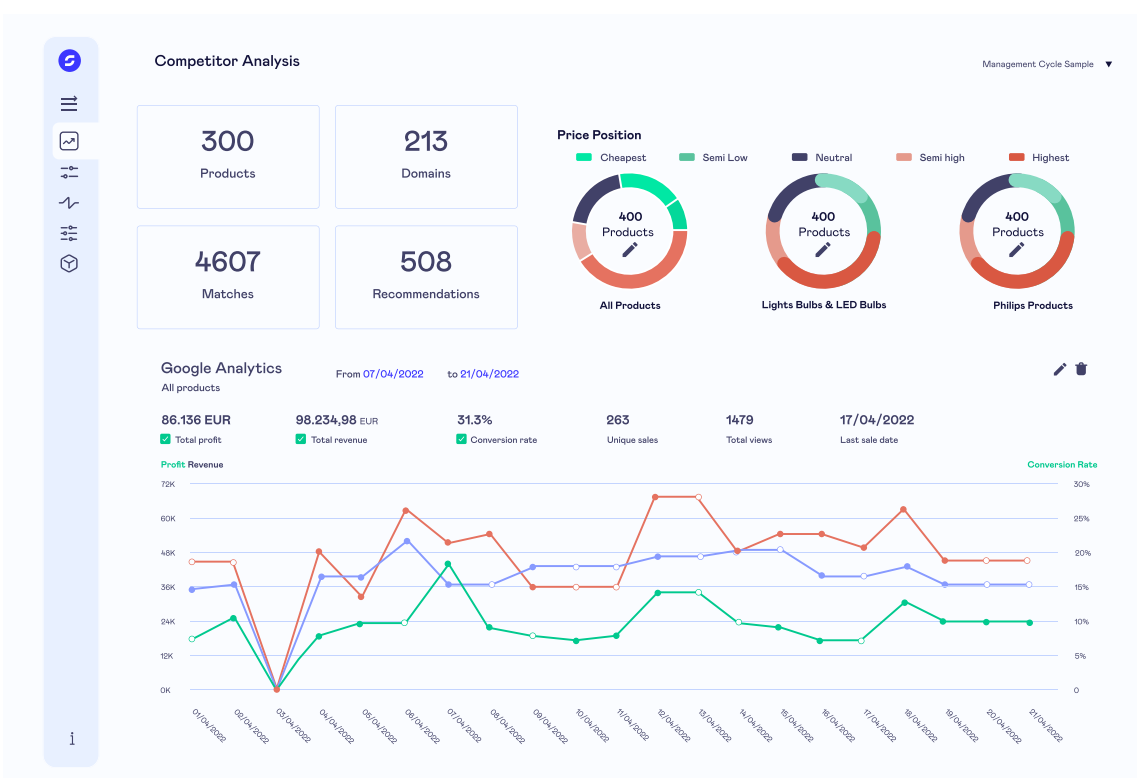 Competitor Analysis
Management Cycle Sample
300
Products
213
Domains
4607
Matches
508
Recommendations
Price Position
Cheapest
Semi Low
Neutral
Semi high
Highest
400
Products
All Products
400
Products
Lights Bulbs & LED Bulbs
400
Products
Philips Products
Google Analytics
From 07/04/2022 to 21/04/2022
All products
86.136 EUR
Total profit
98.234,98 EUR
Total revenue
31.3%
Conversion rate
263
Unique sales
1479
Total views
17/04/2022
Last sale date
Profit Revenue
Conversion Rate
72K
60K
48K
36K
24K
12K
0K
30%
25%
20%
15%
10%
5%
0
01/04/2022
02/04/2022
03/04/2022
04/04/2022
05/04/2022
06/04/2022
07/04/2022
08/04/2022
09/04/2022
10/04/2022
11/04/2022
12/04/2022
13/04/2022
14/04/2022
15/04/2022
16/04/2022
17/04/2022
18/04/2022
19/04/2022
20/04/2022
21/04/2022
i